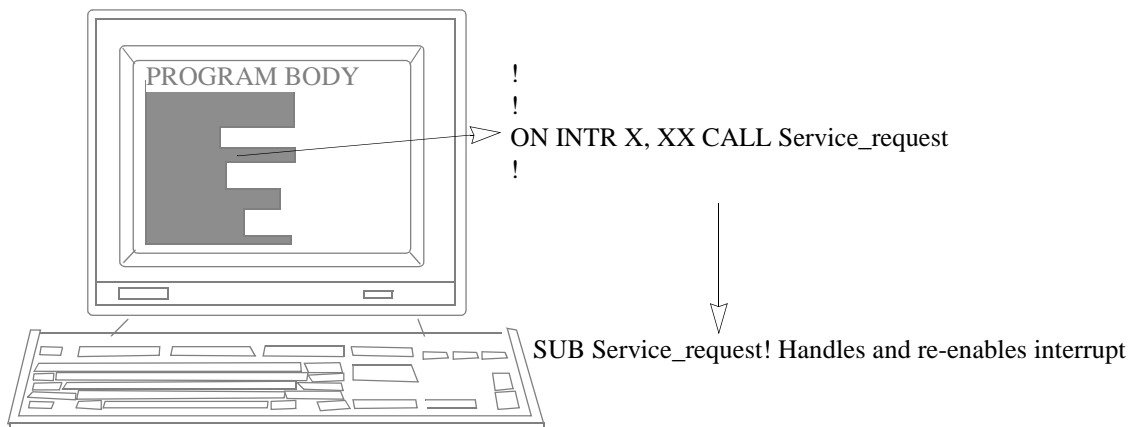 PROGRAM BODY
!
!
ON INTR X, XX CALL Service_request
!
SUB Service_request! Handles and re-enables interrupt